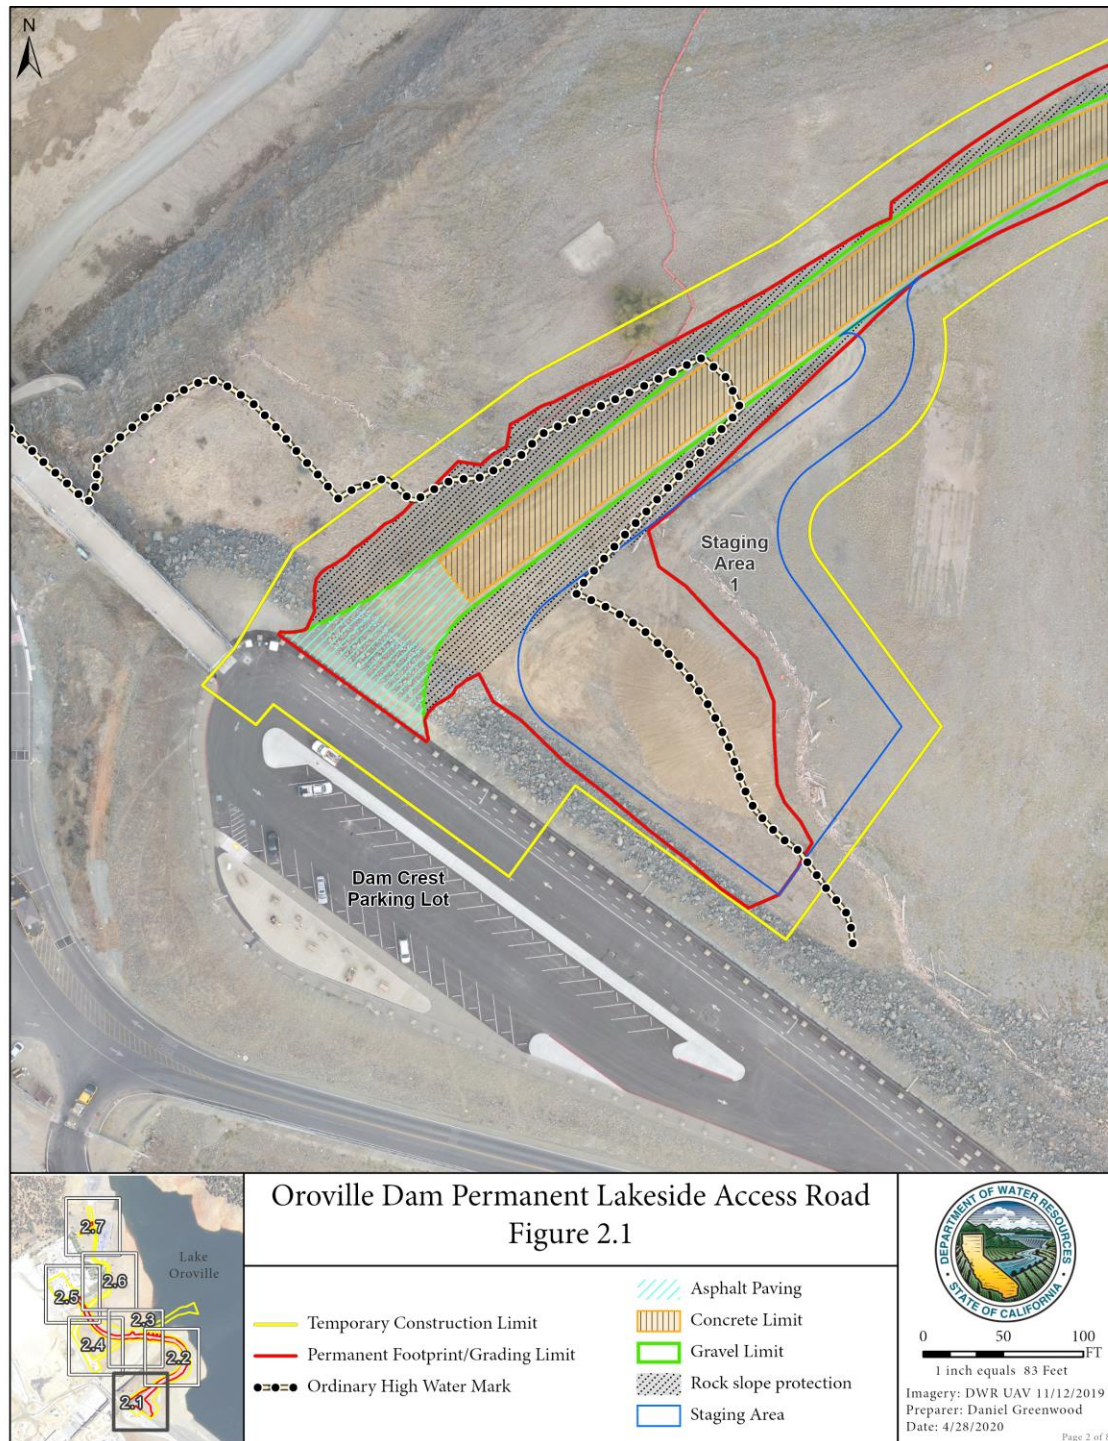 N
Staging
Area
1
Dam Crest
Parking Lot
2.7
Lake
Oroville
2.6
2.5
2.3
2.4
2.2
2.1
Oroville Dam Permanent Lakeside Access Road
Figure 2.1
Temporary Construction Limit
Permanent Footprint/Grading Limit
Ordinary High Water Mark
Asphalt Paving
Concrete Limit
Gravel Limit
Rock slope protection
Staging Area
DEPARTMENT OF WATER RESOURCES
STATE OF CALIFORNIA
0 50 100
FT
1 inch equals 83 Feet
Imagery: DWR UAV 11/12/2019
Preparer: Daniel Greenwood
Date: 4/28/2020
Page 2 of 8